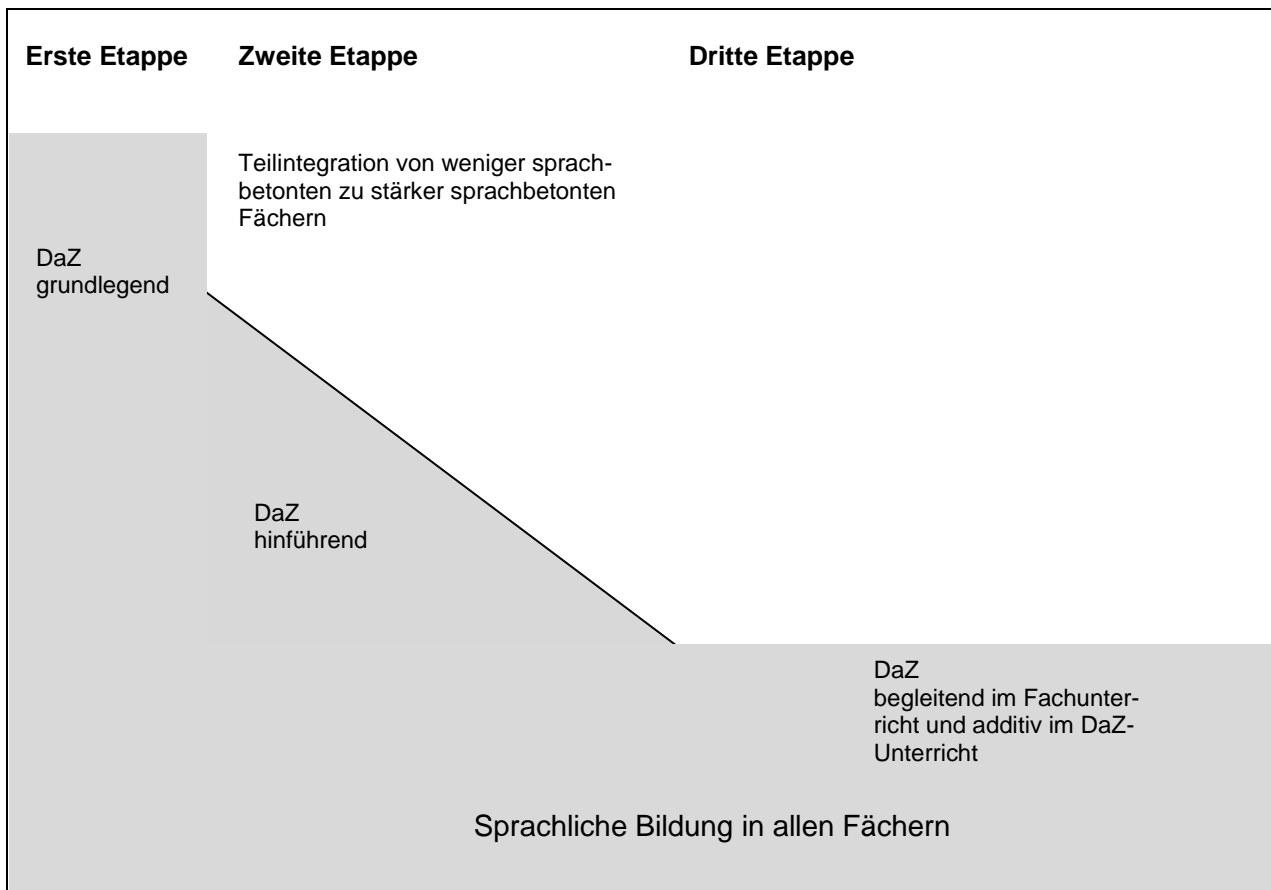 Erste Etappe
Zweite Etappe
Dritte Etappe
Teilintegration von weniger sprach-
betonten zu stärker sprachbetonten
Fächern
DaZ
grundlegend
DaZ
hinführend
DaZ
begleitend im Fachunter-
richt und additiv im DaZ-
Unterricht
Sprachliche Bildung in allen Fächern